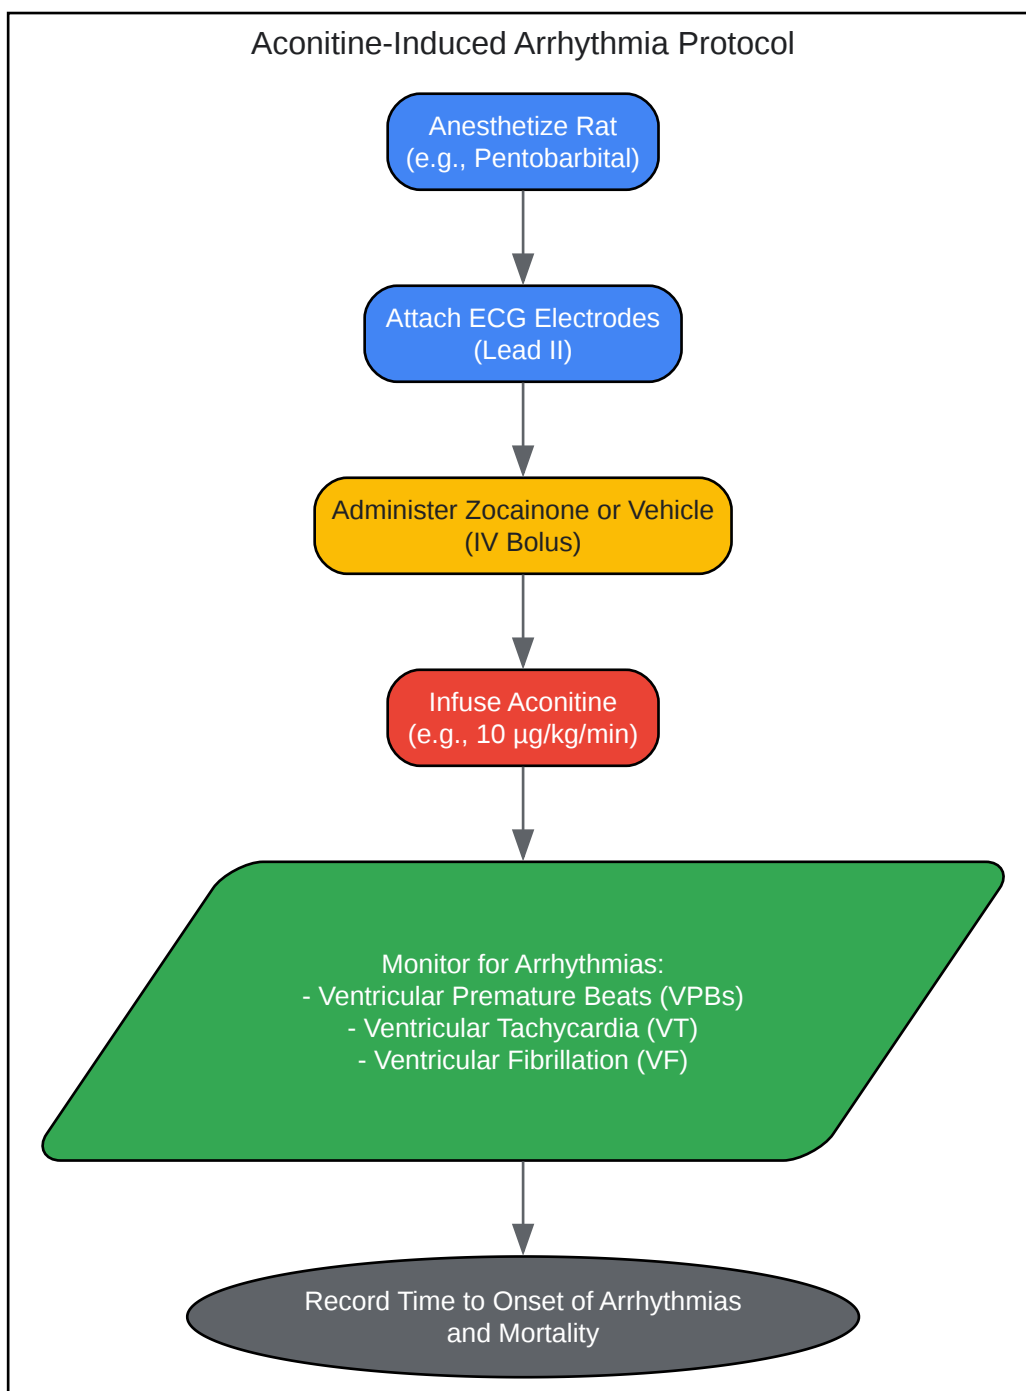 Aconitine-Induced Arrhythmia Protocol
Anesthetize Rat
(e.g., Pentobarbital)
Attach ECG Electrodes
(Lead II)
Administer Zocainone or Vehicle
(IV Bolus)
Infuse Aconitine
(e.g., 10 µg/kg/min)
Monitor for Arrhythmias:
- Ventricular Premature Beats (VPBs)
- Ventricular Tachycardia (VT)
- Ventricular Fibrillation (VF)
Record Time to Onset of Arrhythmias
and Mortality